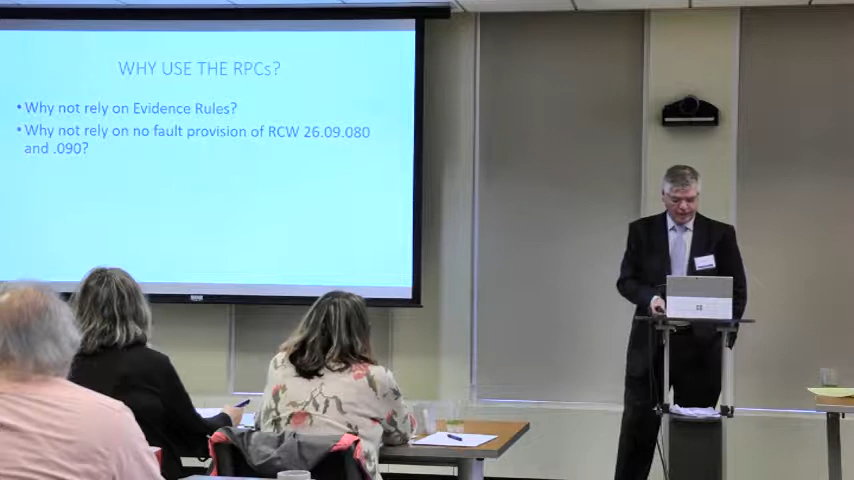 WHY USE THE RPCs?
• Why not rely on Evidence Rules?
• Why not rely on no fault provision of RCW 26.09.080
and .090?